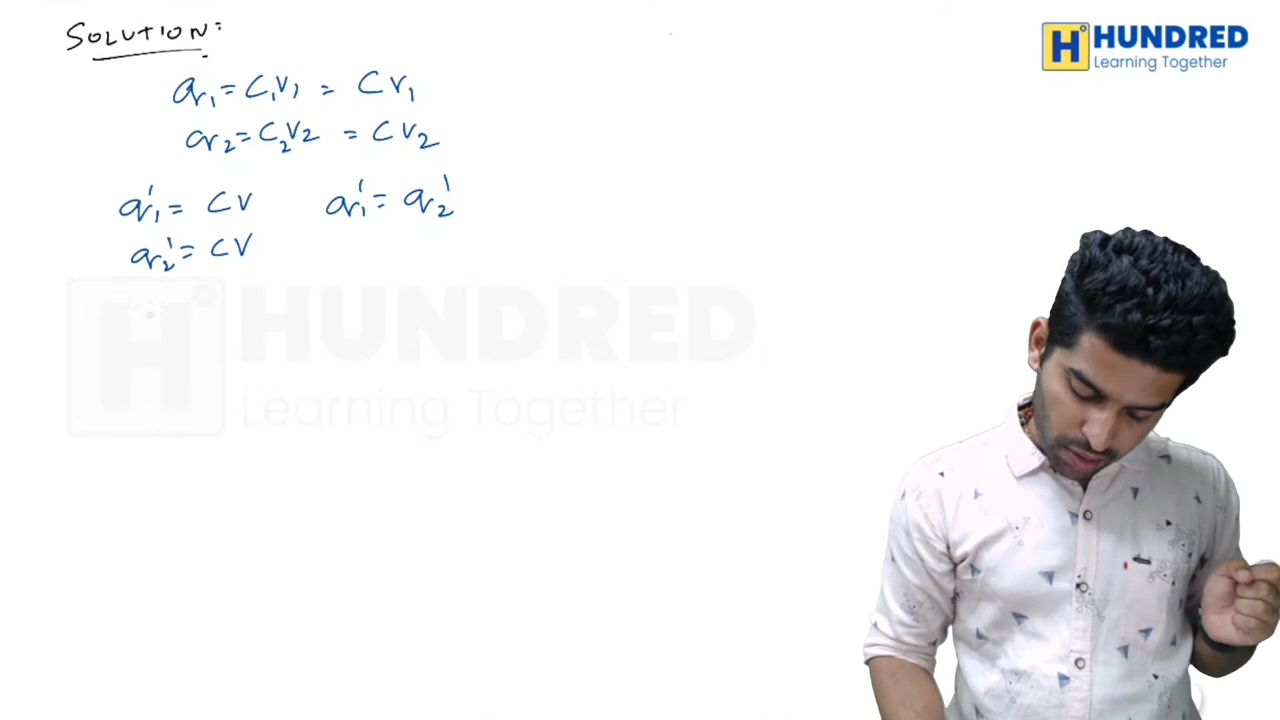 SOLUTION:
HUNDRED
Learning Together
q₁ = C₁V₁ = CV₁
q₂ = C₂V₂ = CV₂
q₁' = CV q₁' = q₂'
q₂' = CV
HUNDRED
Learning Together